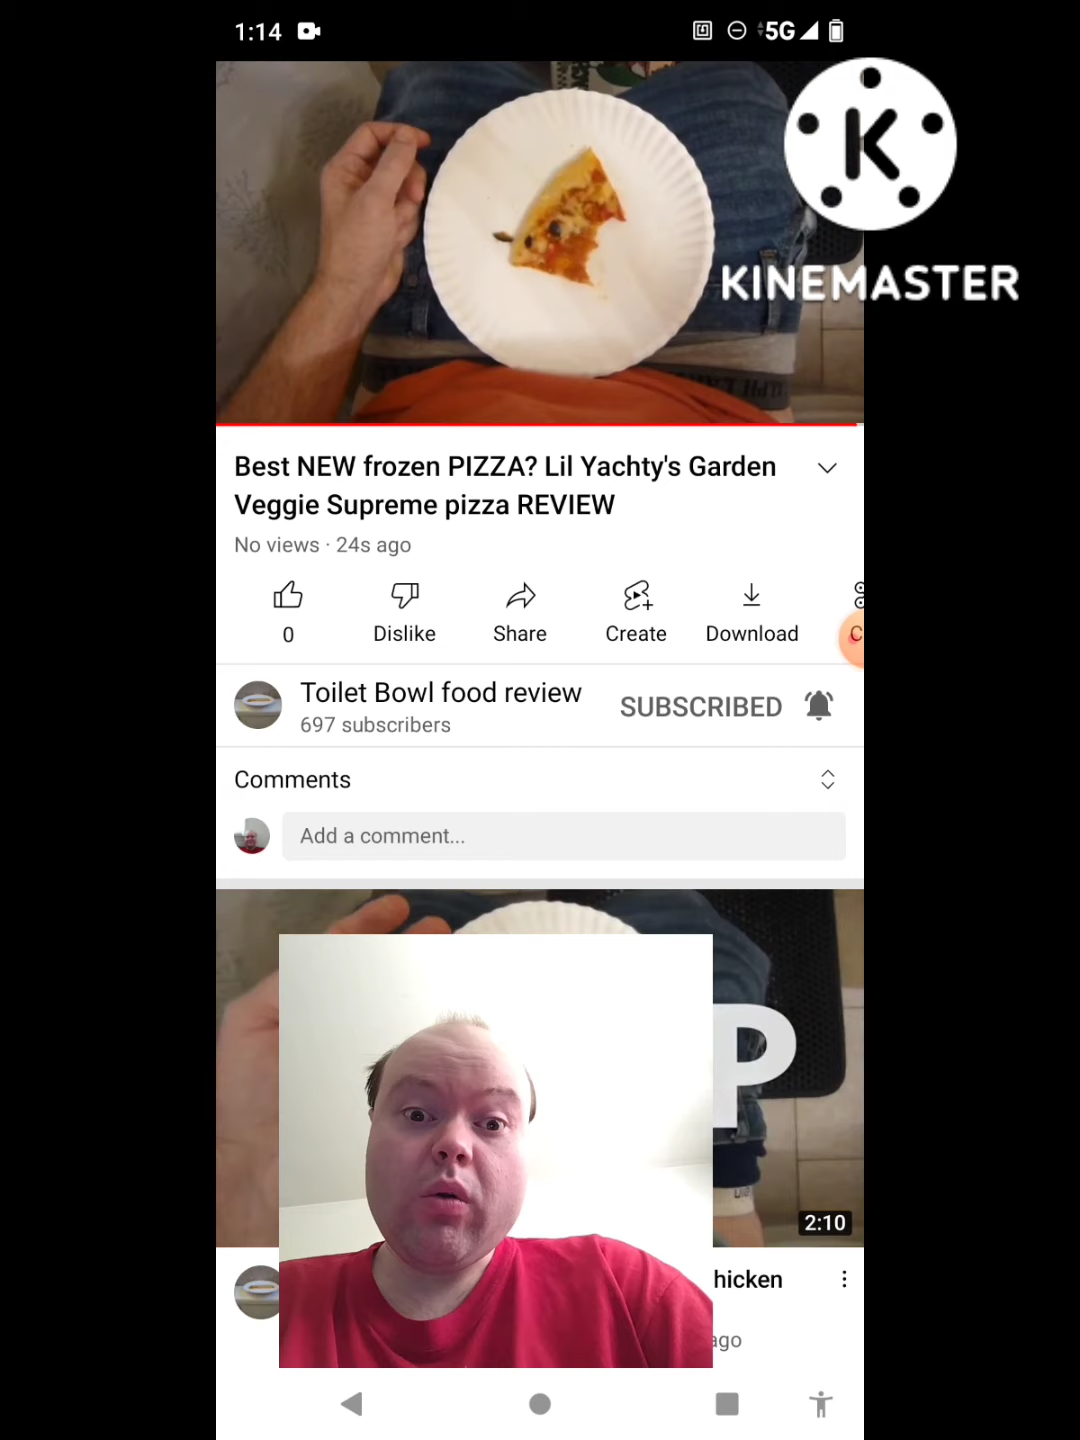 1:14
5G
K
KINEMASTER
Best NEW frozen PIZZA? Lil Yachty's Garden
Veggie Supreme pizza REVIEW
No views · 24s ago
0
Dislike
Share
Create
Download
C
Toilet Bowl food review
697 subscribers
SUBSCRIBED
Comments
Add a comment...
P
2:10
hicken
ago